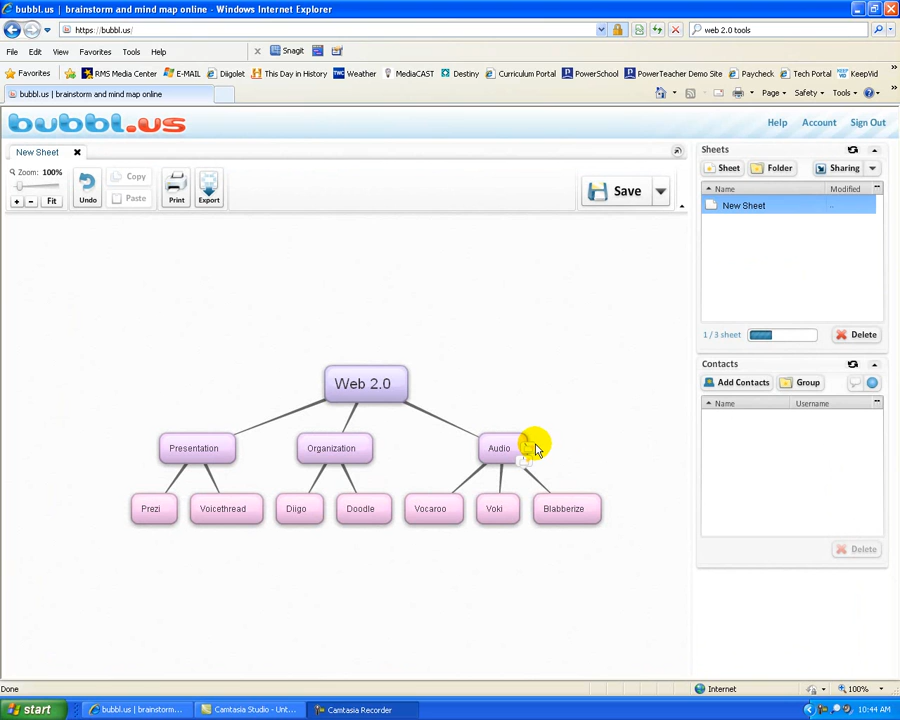 bubbl.us | brainstorm and mind map online - Windows Internet Explorer
https://bubbl.us/
web 2.0 tools
File Edit View Favorites Tools Help
Snagit
Favorites RMS Media Center E-MAIL Diigolet This Day in History Weather MediaCAST Destiny Curriculum Portal PowerSchool PowerTeacher Demo Site Paycheck Tech Portal KeepVid
bubbl.us | brainstorm and mind map online
Page Safety Tools
bubbl.us
Help Account Sign Out
New Sheet
Zoom: 100%
+ - Fit
Undo
Copy
Paste
Print
Export
Save
Sheets
Sheet Folder Sharing
Name Modified
New Sheet ..
1 / 3 sheet Delete
Contacts
Add Contacts Group
Name Username
Delete
Web 2.0
Presentation Organization Audio
Prezi Voicethread Diigo Doodle Vocaroo Voki Blabberize
Done
Internet
100%
start
bubbl.us | brainstorm...
Camtasia Studio - Unt...
Camtasia Recorder
10:44 AM